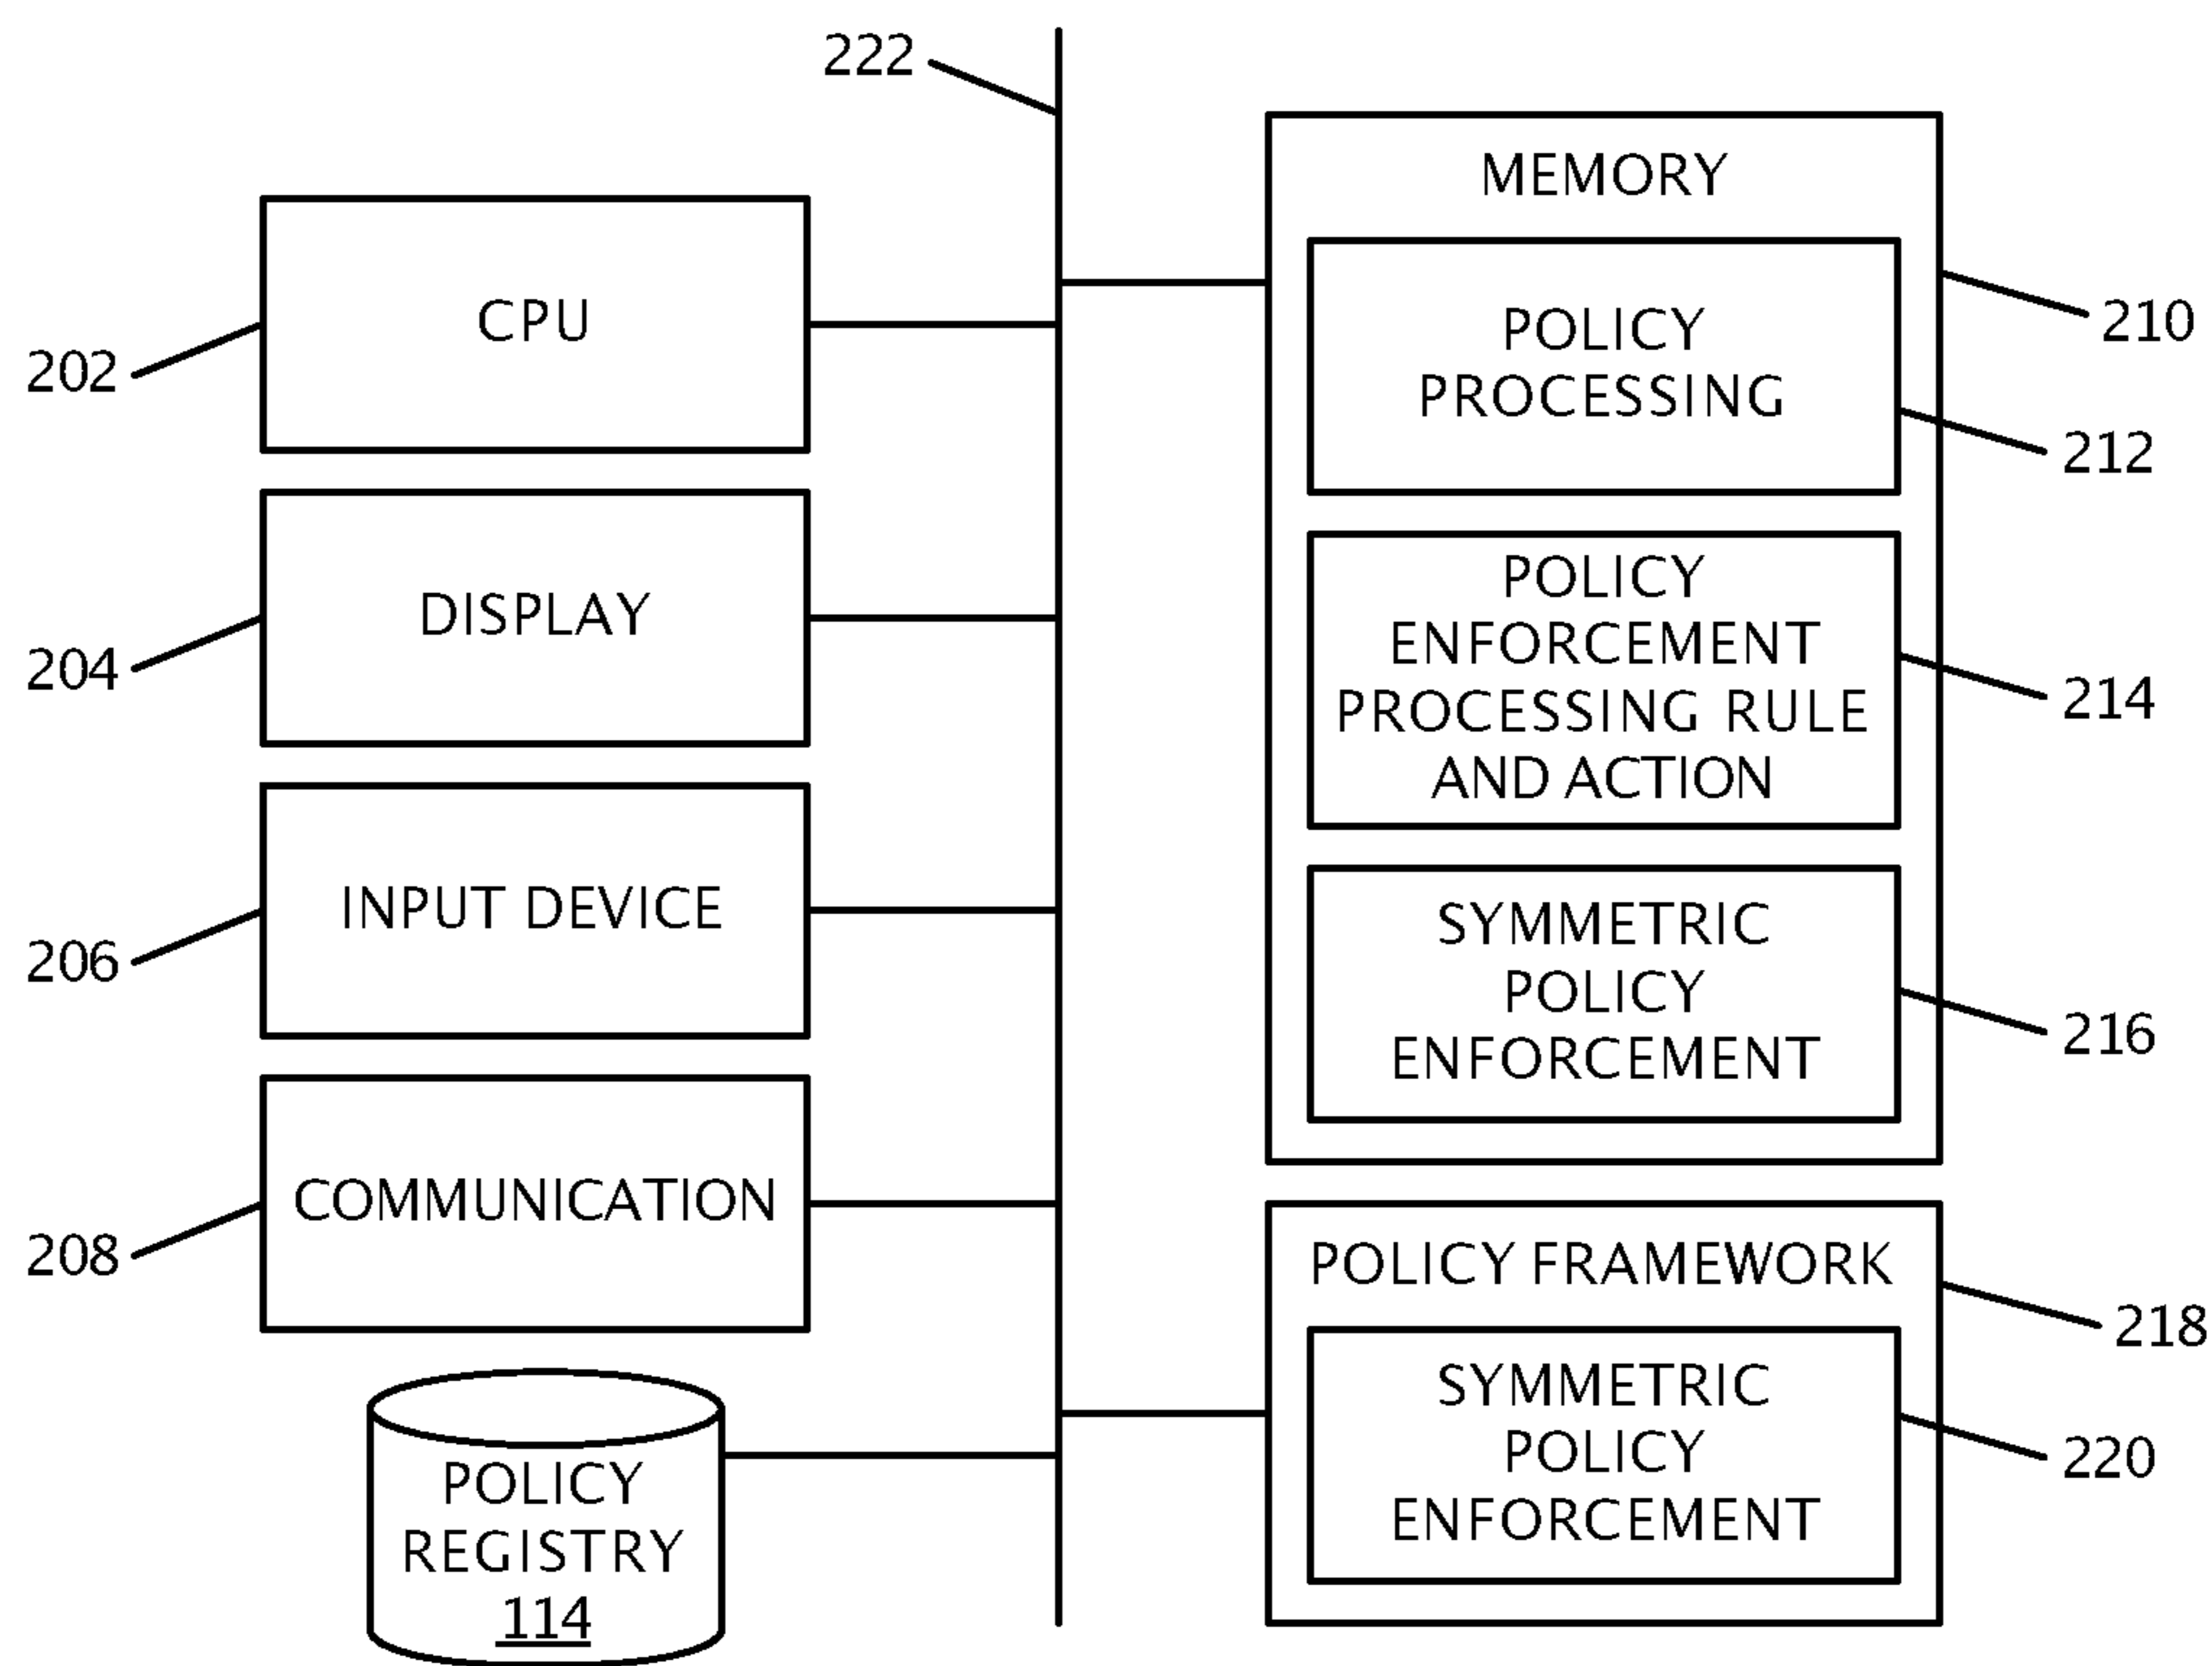 222
CPU
202
DISPLAY
204
INPUT DEVICE
206
COMMUNICATION
208
POLICY
REGISTRY
114
MEMORY
210
POLICY
PROCESSING
212
POLICY
ENFORCEMENT
PROCESSING RULE
AND ACTION
214
SYMMETRIC
POLICY
ENFORCEMENT
216
POLICY FRAMEWORK
218
SYMMETRIC
POLICY
ENFORCEMENT
220